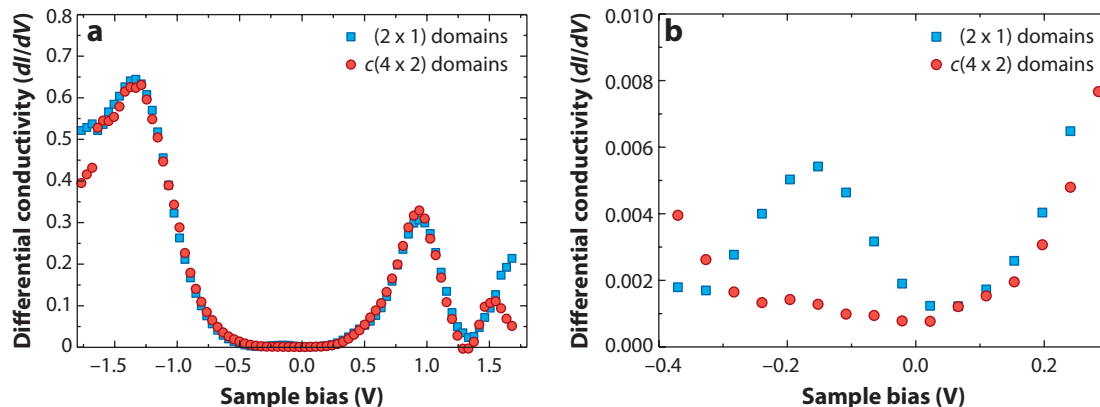 a
(2 x 1) domains
c(4 x 2) domains
Differential conductivity (dI/dV)
0.8
0.7
0.6
0.5
0.4
0.3
0.2
0.1
0
−1.5
−1.0
−0.5
0.0
0.5
1.0
1.5
Sample bias (V)
b
(2 x 1) domains
c(4 x 2) domains
Differential conductivity (dI/dV)
0.010
0.008
0.006
0.004
0.002
0.000
−0.4
−0.2
0.0
0.2
Sample bias (V)